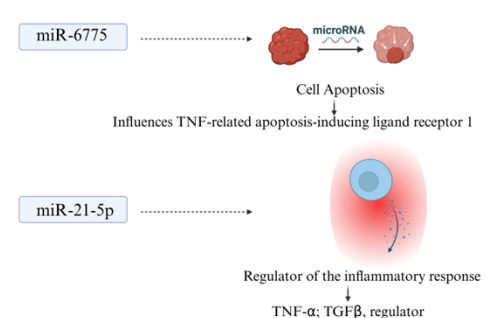 miR-6775
microRNA
Cell Apoptosis
Influences TNF-related apoptosis-inducing ligand receptor 1
miR-21-5p
Regulator of the inflammatory response
TNF-α; TGFβ, regulator